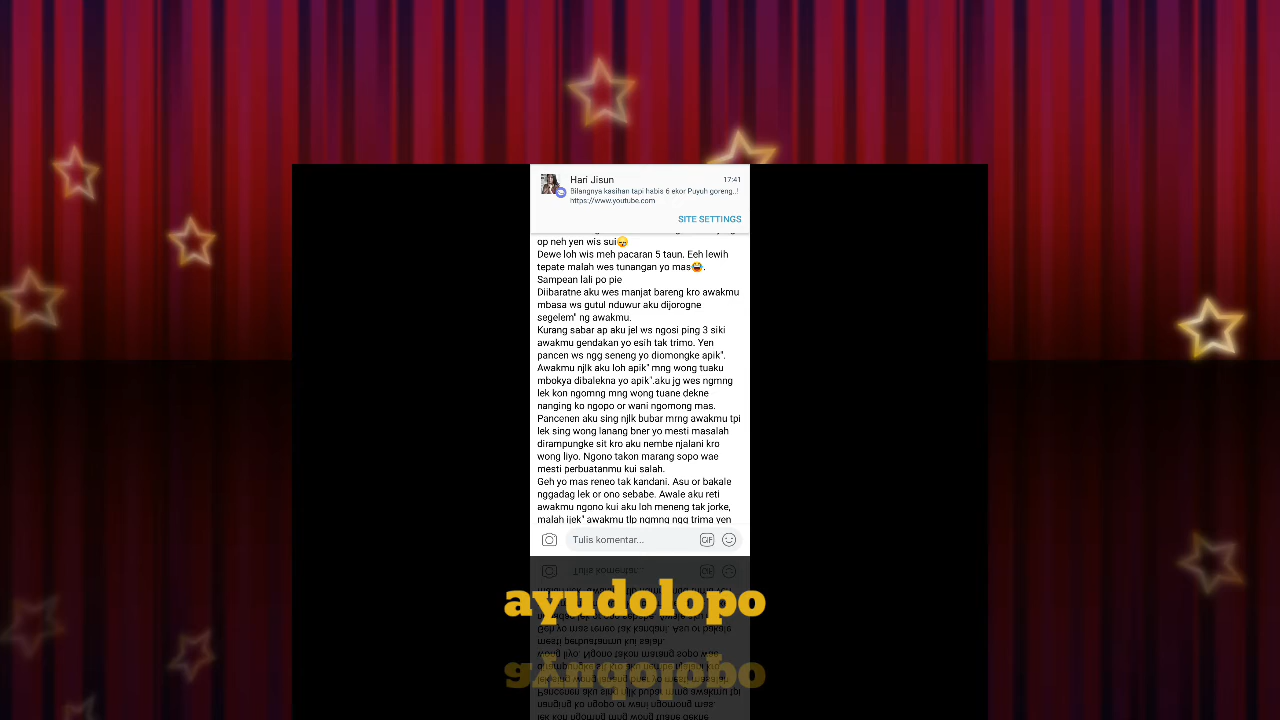 Hari Jisun
17:41
Bilangnya kasihan tapi habis 6 ekor Puyuh goreng..!
https://www.youtube.com
SITE SETTINGS
op neh yen wis sui😝
Dewe loh wis meh pacaran 5 taun. Eeh lewih
tepate malah wes tunangan yo mas😂.
Sampean lali po pie
Diibaratne aku wes manjat bareng kro awakmu
mbasa ws gutul nduwur aku dijorogne
segelem" ng awakmu.
Kurang sabar ap aku jel ws ngosi ping 3 siki
awakmu gendakan yo esih tak trimo. Yen
pancen ws ngg seneng yo diomongke apik".
Awakmu njlk aku loh apik" mng wong tuaku
mbokya dibalekna yo apik".aku jg wes ngmng
lek kon ngomng mng wong tuane dekne
nanging ko ngopo or wani ngomong mas.
Pancenen aku sing njlk bubar mrng awakmu tpi
lek sing wong lanang bner yo mesti masalah
dirampungke sit kro aku nembe njalani kro
wong liyo. Ngono takon marang sopo wae
mesti perbuatanmu kui salah.
Geh yo mas reneo tak kandani. Asu or bakale
nggadag lek or ono sebabe. Awale aku reti
awakmu ngono kui aku loh meneng tak jorke,
malah ijek" awakmu tlp ngmng ngg trima yen
Tulis komentar...
GIF
ayudolopo